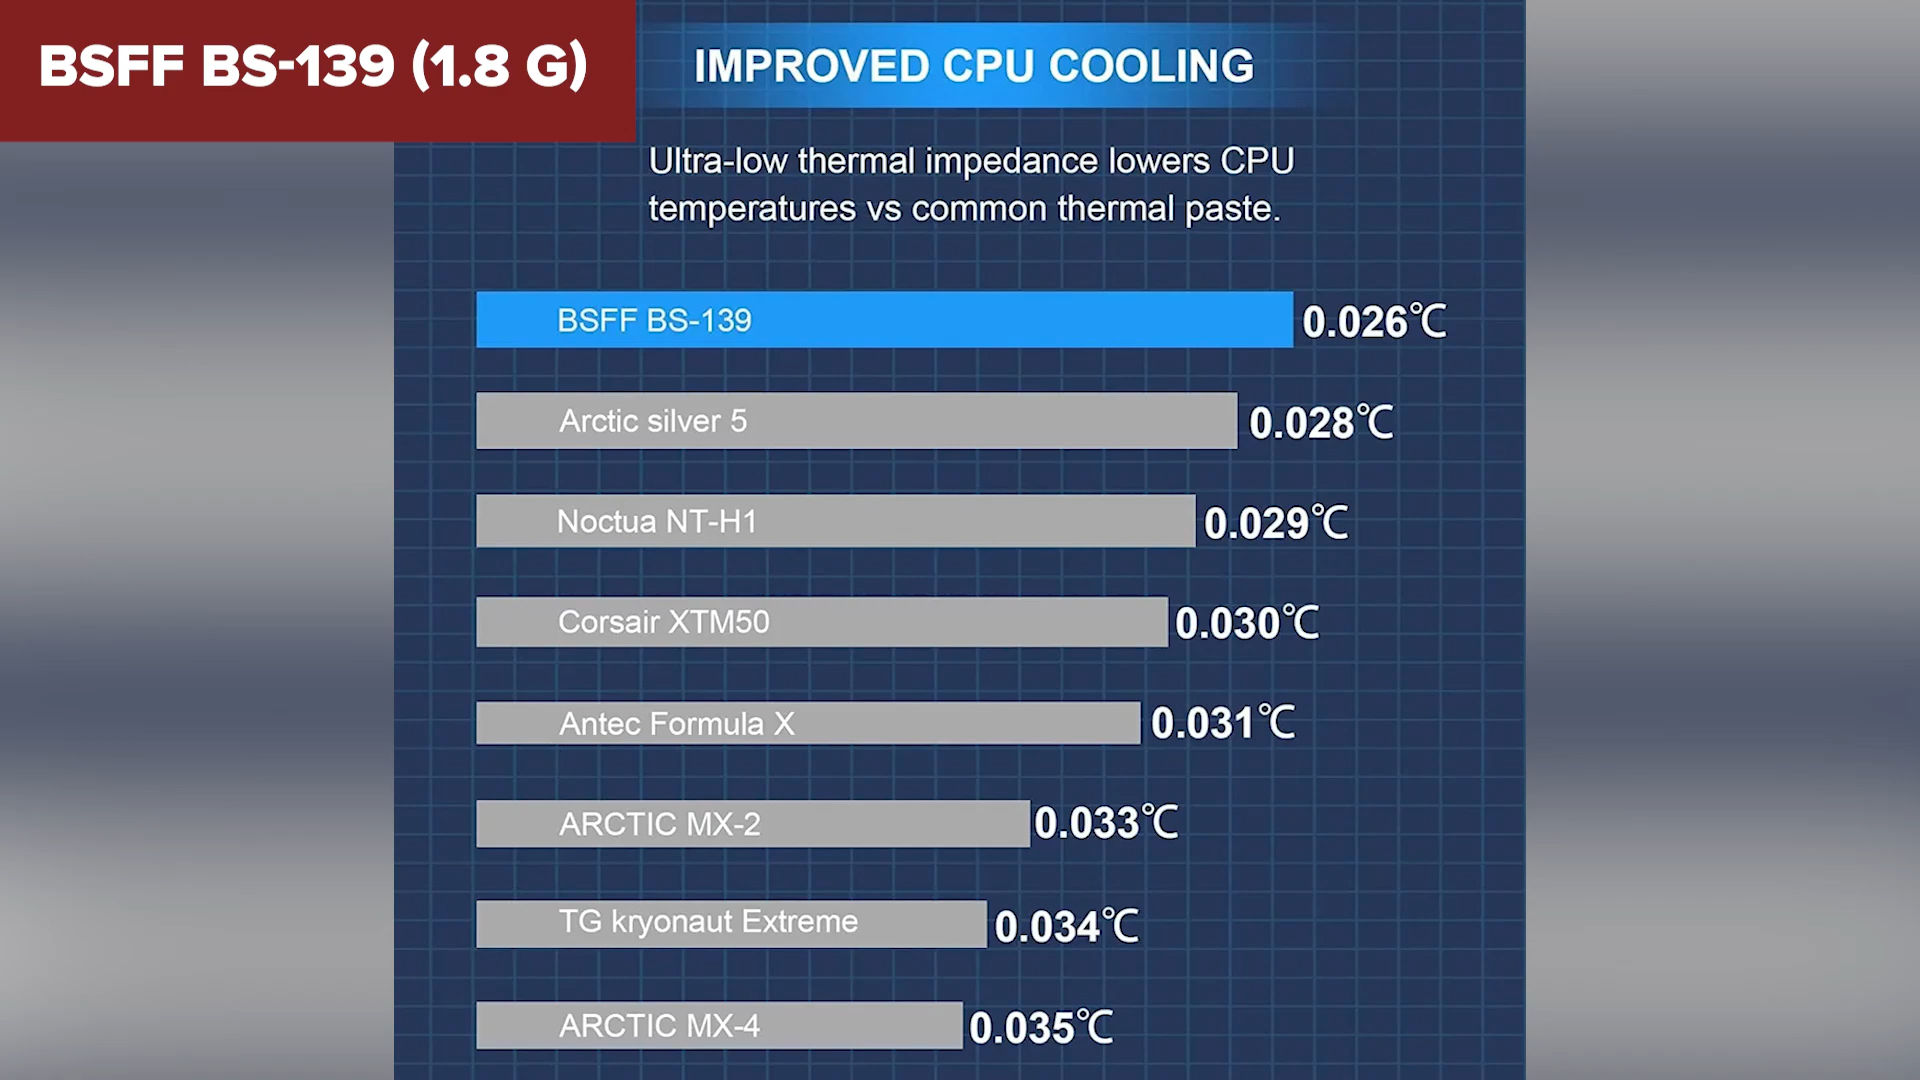 BSFF BS-139 (1.8 G)
IMPROVED CPU COOLING
Ultra-low thermal impedance lowers CPU
temperatures vs common thermal paste.
BSFF BS-139 0.026℃
Arctic silver 5 0.028℃
Noctua NT-H1 0.029℃
Corsair XTM50 0.030℃
Antec Formula X 0.031℃
ARCTIC MX-2 0.033℃
TG kryonaut Extreme 0.034℃
ARCTIC MX-4 0.035℃